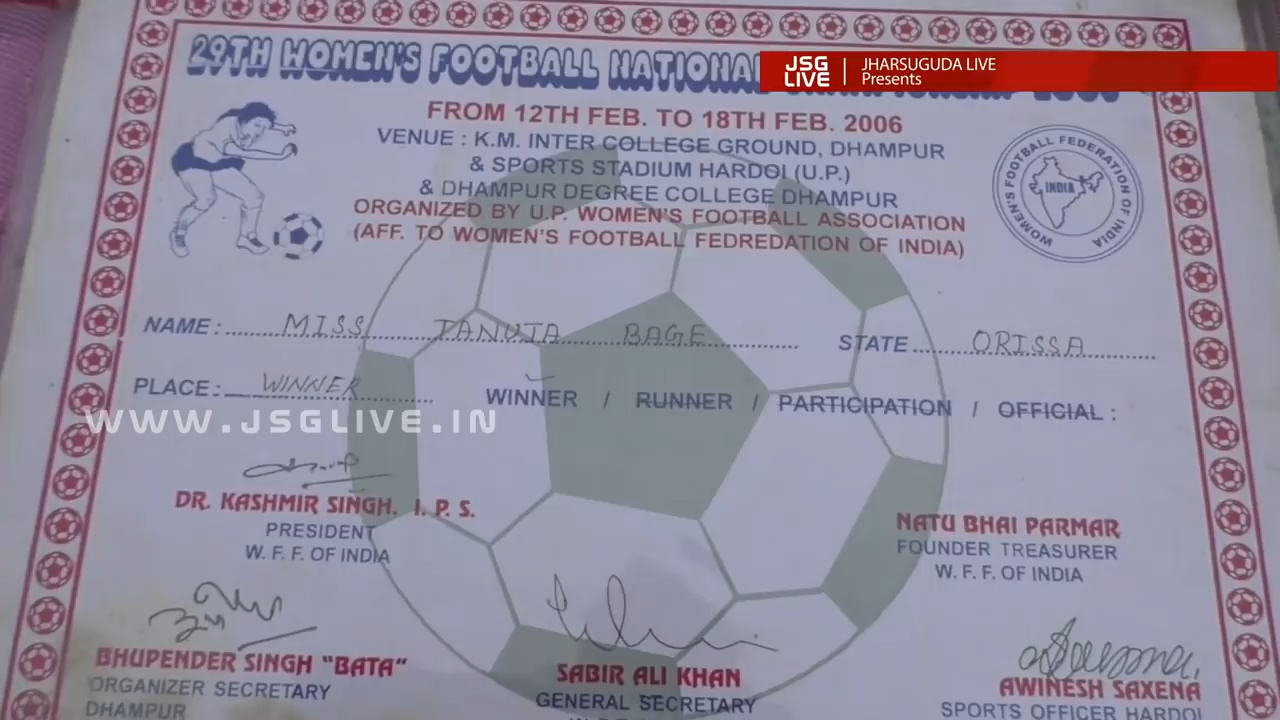 JSG LIVE | JHARSUGUDA LIVE Presents
29TH WOMEN'S FOOTBALL NATIONAL
FROM 12TH FEB. TO 18TH FEB. 2006
VENUE : K.M. INTER COLLEGE GROUND, DHAMPUR
& SPORTS STADIUM HARDOI (U.P.)
& DHAMPUR DEGREE COLLEGE DHAMPUR
ORGANIZED BY U.P. WOMEN'S FOOTBALL ASSOCIATION
(AFF. TO WOMEN'S FOOTBALL FEDREDATION OF INDIA)
WOMEN'S FOOTBALL FEDERATION OF INDIA
INDIA
NAME : MISS TANUJA BAGE STATE ORISSA
PLACE : WINNER WINNER / RUNNER / PARTICIPATION / OFFICIAL :
WWW.JSGLIVE.IN
DR. KASHMIR SINGH. I. P. S.
PRESIDENT
W. F. F. OF INDIA
NATU BHAI PARMAR
FOUNDER TREASURER
W. F. F. OF INDIA
BHUPENDER SINGH "BATA"
ORGANIZER SECRETARY
DHAMPUR
SABIR ALI KHAN
GENERAL SECRETARY
AWINESH SAXENA
SPORTS OFFICER HARDOI